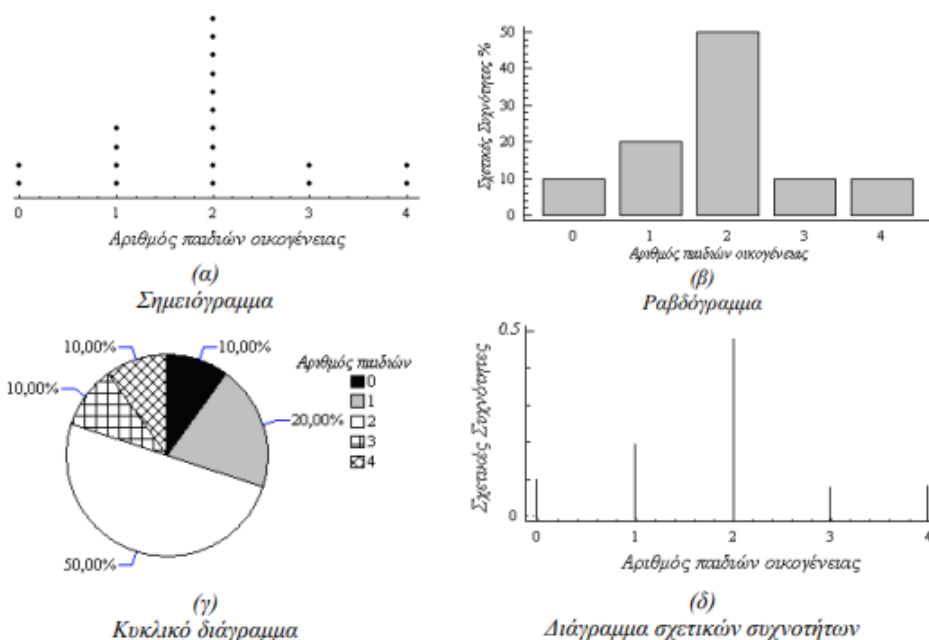 0 1 2 3 4
Αριθμός παιδιών οικογένειας
(α)
Σημειόγραμμα
Σχετικές Συχνότητες %
50
40
30
20
10
0
0 1 2 3 4
Αριθμός παιδιών οικογένειας
(β)
Ραβδόγραμμα
10,00%
10,00%
10,00%
20,00%
50,00%
Αριθμός παιδιών
0
1
2
3
4
(γ)
Κυκλικό διάγραμμα
Σχετικές Συχνότητες
0.5
0
0 1 2 3 4
Αριθμός παιδιών οικογένειας
(δ)
Διάγραμμα σχετικών συχνοτήτων